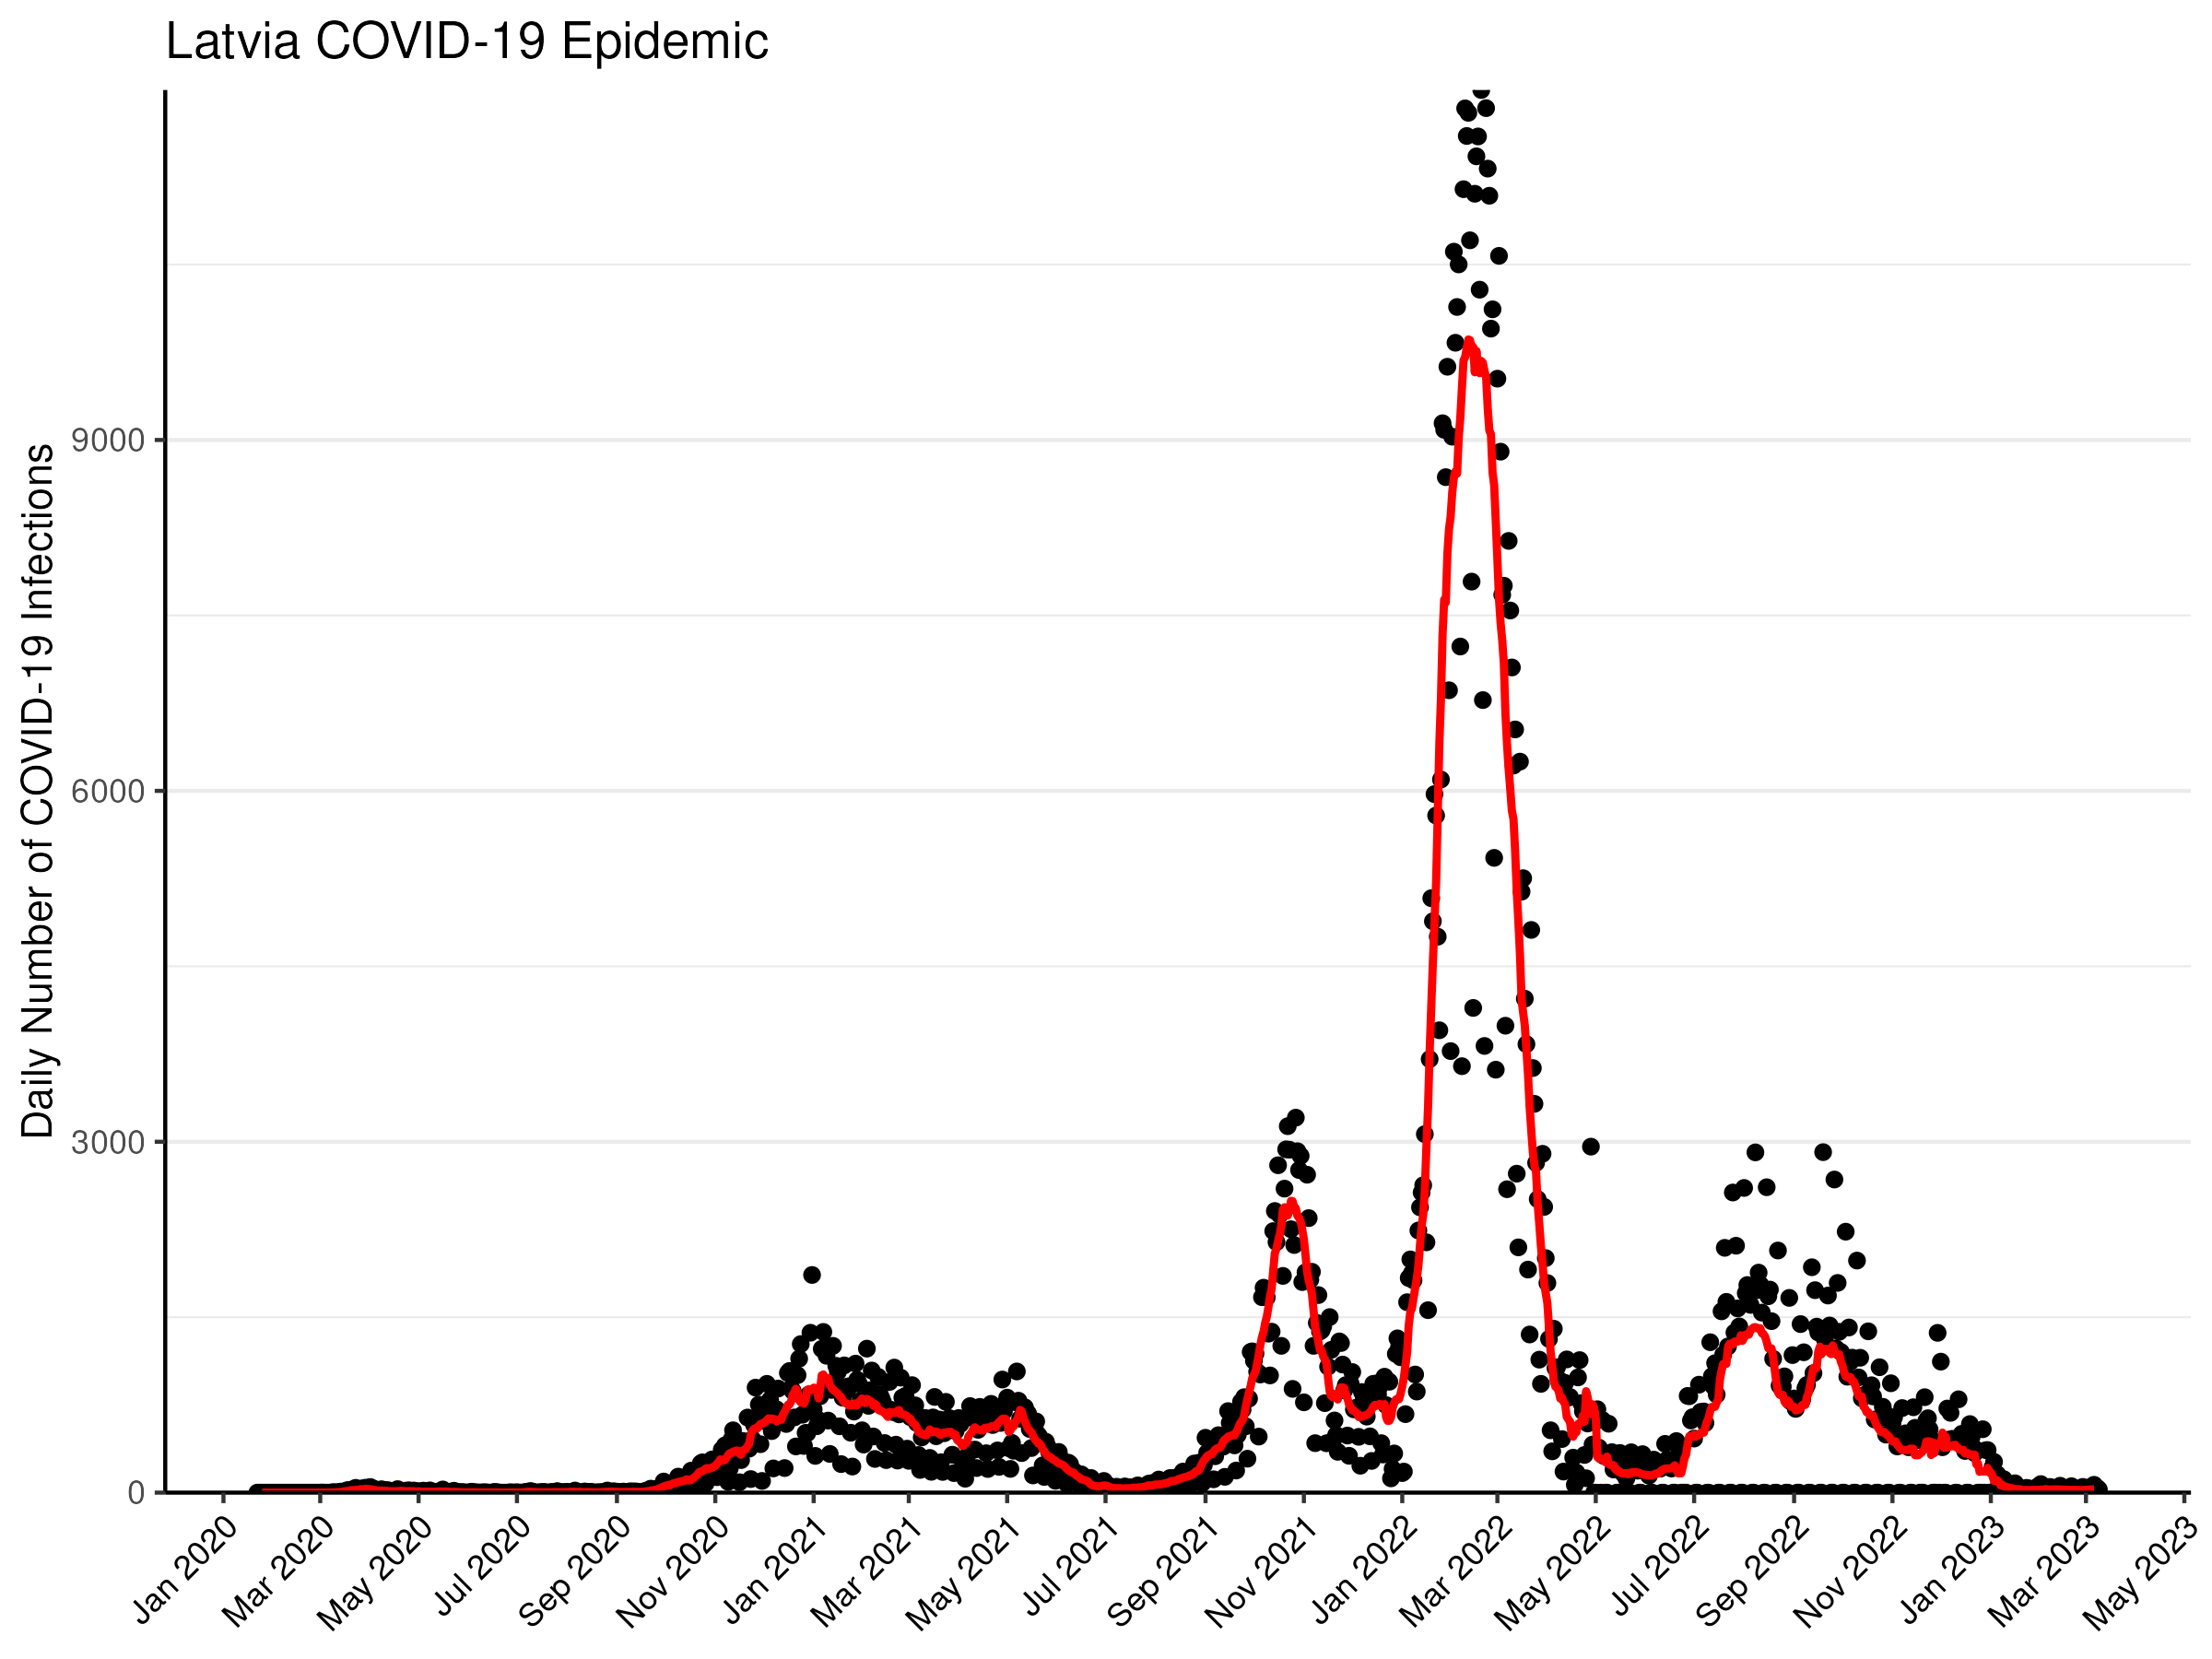 Latvia COVID-19 Epidemic
Daily Number of COVID-19 Infections
9000
6000
3000
0
Jan 2020
Mar 2020
May 2020
Jul 2020
Sep 2020
Nov 2020
Jan 2021
Mar 2021
May 2021
Jul 2021
Sep 2021
Nov 2021
Jan 2022
Mar 2022
May 2022
Jul 2022
Sep 2022
Nov 2022
Jan 2023
Mar 2023
May 2023